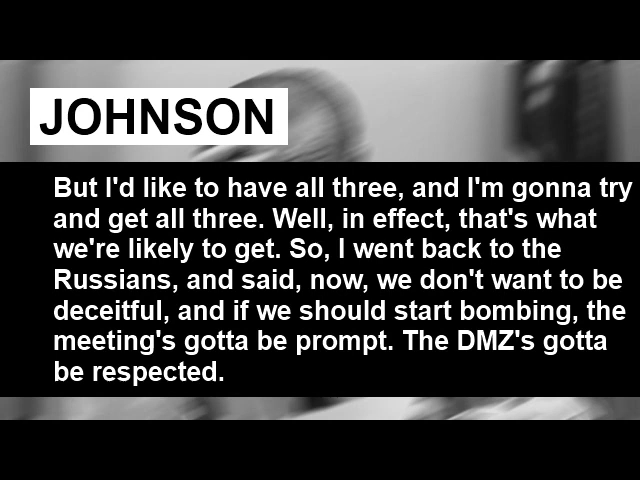 JOHNSON
But I'd like to have all three, and I'm gonna try
and get all three. Well, in effect, that's what
we're likely to get. So, I went back to the
Russians, and said, now, we don't want to be
deceitful, and if we should start bombing, the
meeting's gotta be prompt. The DMZ's gotta
be respected.